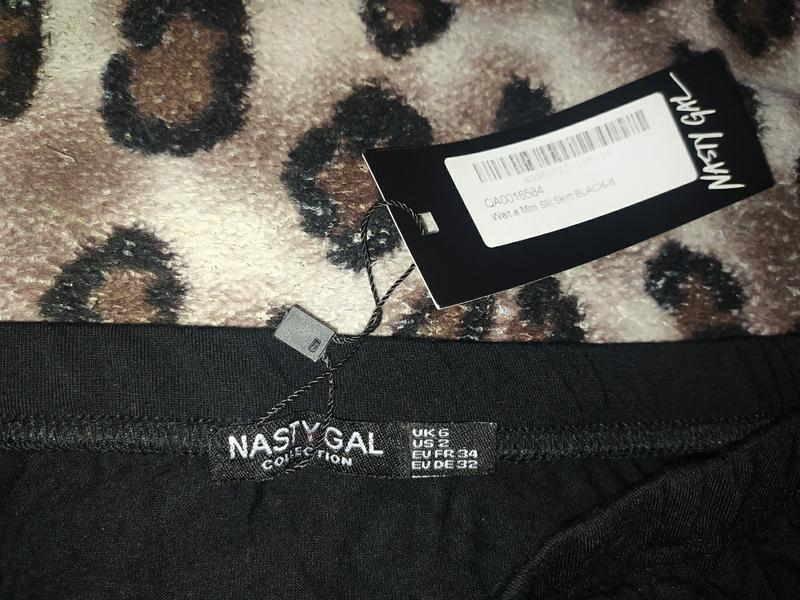 NASTY GAL
QA0016584
Wait a Mini Slit Skirt BLACK-6
NASTY GAL
COLLECTION
UK 6
US 2
EU FR 34
EU DE 32